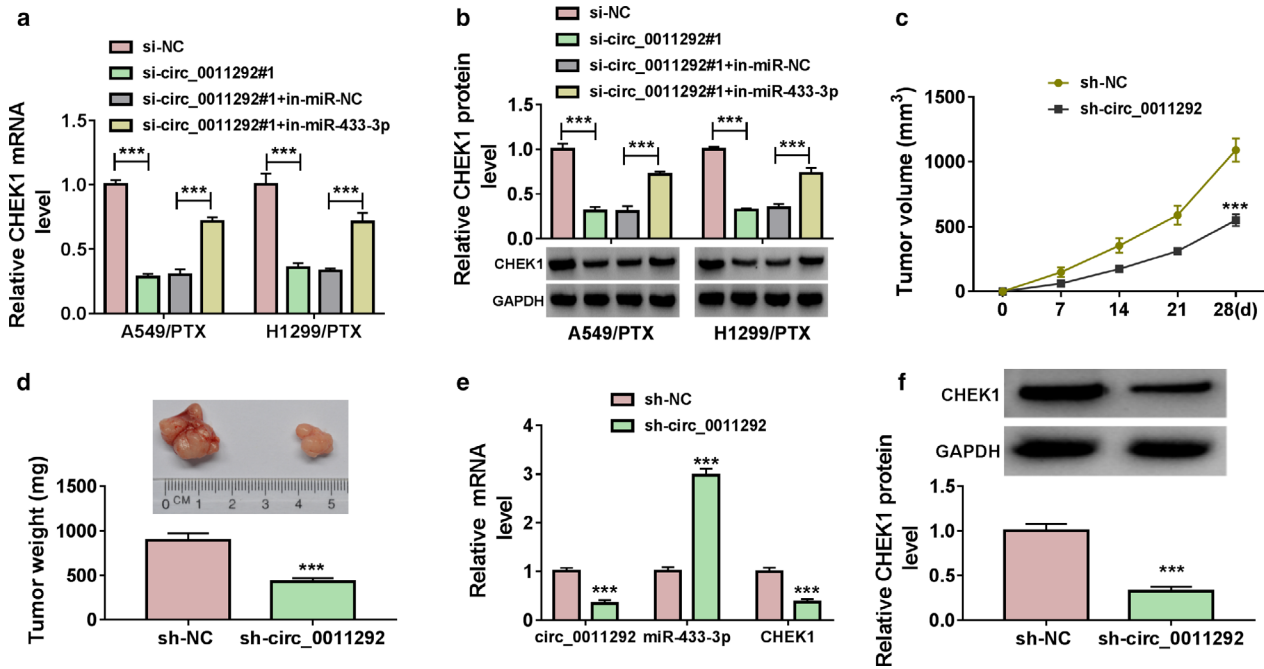 a
si-NC
si-circ_0011292#1
si-circ_0011292#1+in-miR-NC
si-circ_0011292#1+in-miR-433-3p
Relative CHEK1 mRNA
level
1.5
1.0
0.5
0.0
***
***
***
***
A549/PTX
H1299/PTX
b
si-NC
si-circ_0011292#1
si-circ_0011292#1+in-miR-NC
si-circ_0011292#1+in-miR-433-3p
Relative CHEK1 protein
level
1.5
1.0
0.5
0.0
***
***
***
***
CHEK1
GAPDH
A549/PTX
H1299/PTX
c
sh-NC
sh-circ_0011292
Tumor volume (mm³)
1500
1000
500
0
***
0
7
14
21
28(d)
d
0 CM 1 2 3 4 5
Tumor weight (mg)
1500
1000
500
0
***
sh-NC
sh-circ_0011292
e
sh-NC
sh-circ_0011292
Relative mRNA
level
4
3
2
1
0
***
***
***
circ_0011292
miR-433-3p
CHEK1
f
CHEK1
GAPDH
Relative CHEK1 protein
level
1.5
1.0
0.5
0.0
***
sh-NC
sh-circ_0011292